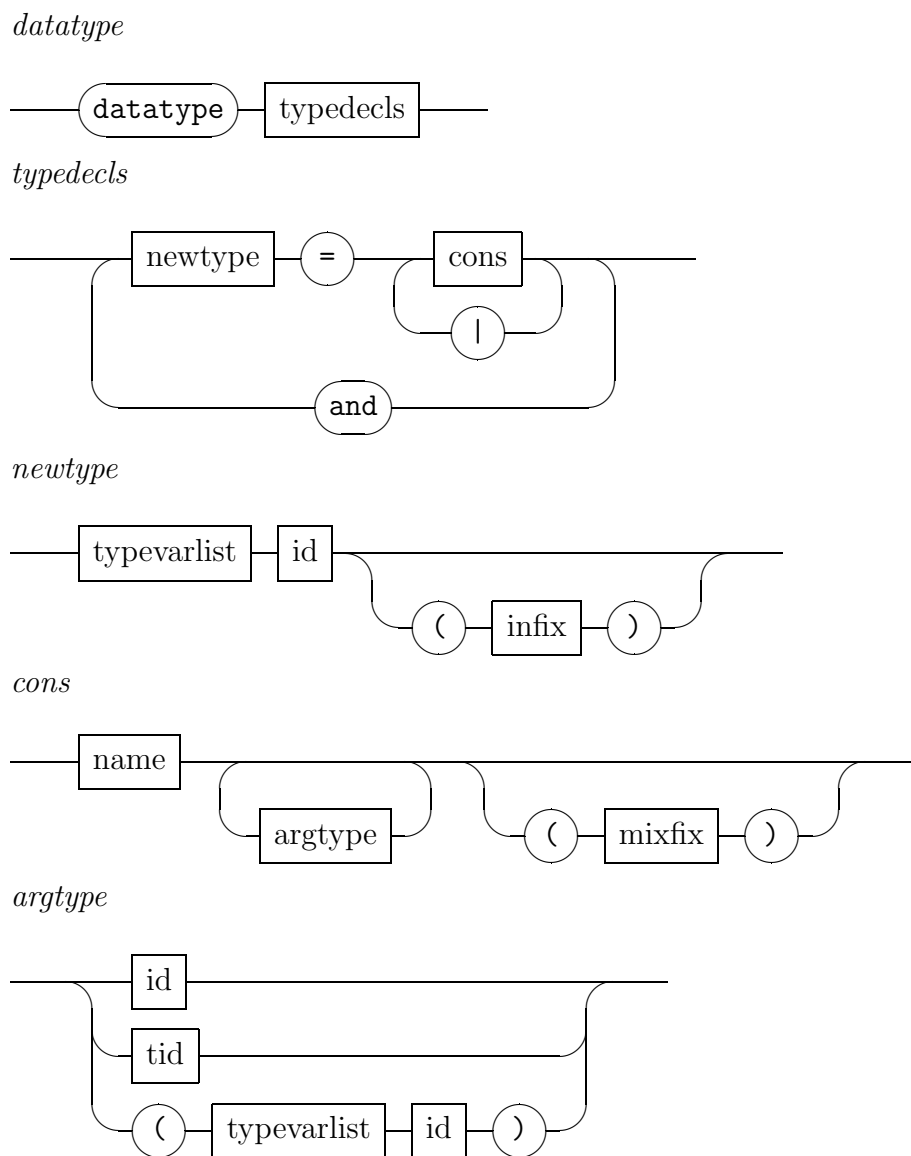 datatype
datatype typedecls
typedecls
newtype = cons
|
and
newtype
typevarlist id
( infix )
cons
name
argtype ( mixfix )
argtype
id
tid
( typevarlist id )